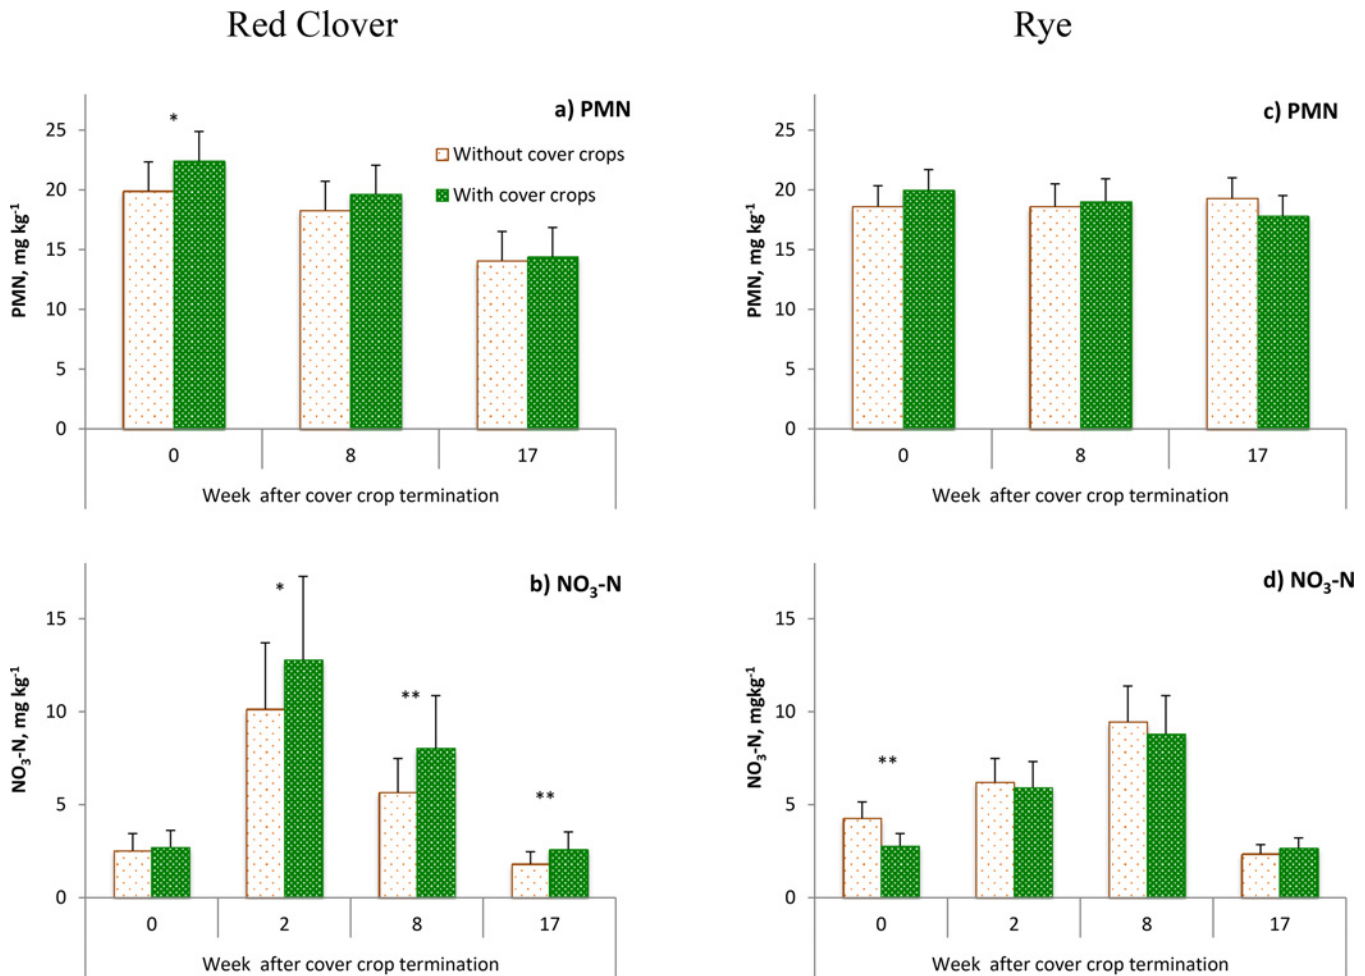 Red Clover
Rye
a) PMN
*
25
20
15
10
5
0
PMN, mg kg⁻¹
Without cover crops
With cover crops
0 8 17
Week after cover crop termination
c) PMN
25
20
15
10
5
0
PMN, mg kg⁻¹
0 8 17
Week after cover crop termination
b) NO₃-N
*
**
**
15
10
5
0
NO₃-N, mg kg⁻¹
0 2 8 17
Week after cover crop termination
d) NO₃-N
**
15
10
5
0
NO₃-N, mgkg⁻¹
0 2 8 17
Week after cover crop termination